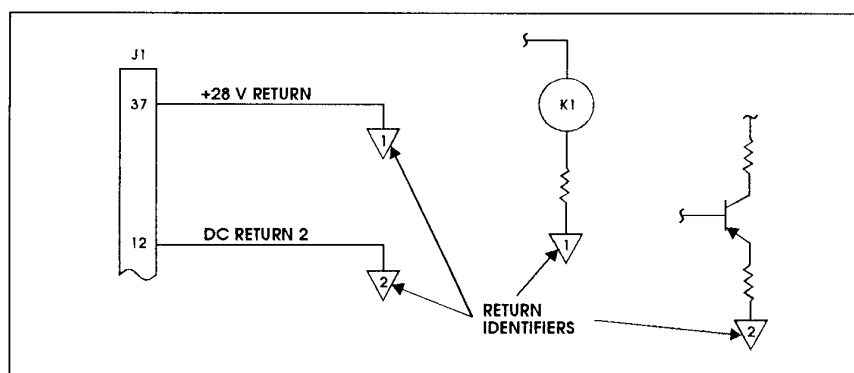 J1
37
+28 V RETURN
1
12
DC RETURN 2
2
K1
1
2
RETURN
IDENTIFIERS